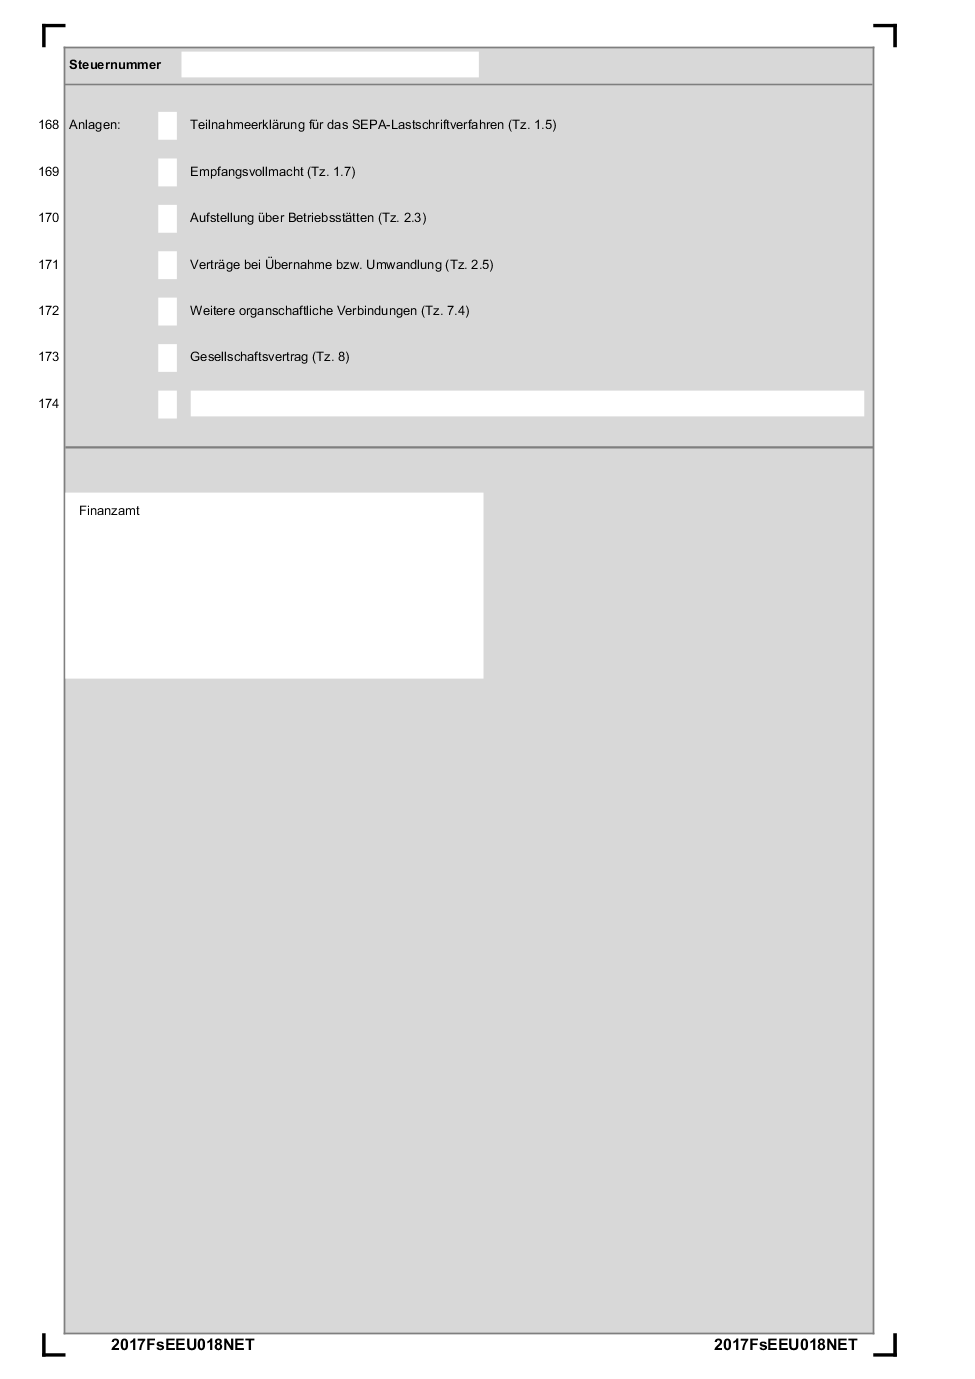 Steuernummer
168 Anlagen: Teilnahmeerklärung für das SEPA-Lastschriftverfahren (Tz. 1.5)
169 Empfangsvollmacht (Tz. 1.7)
170 Aufstellung über Betriebsstätten (Tz. 2.3)
171 Verträge bei Übernahme bzw. Umwandlung (Tz. 2.5)
172 Weitere organschaftliche Verbindungen (Tz. 7.4)
173 Gesellschaftsvertrag (Tz. 8)
174
Finanzamt
2017FsEEU018NET 2017FsEEU018NET